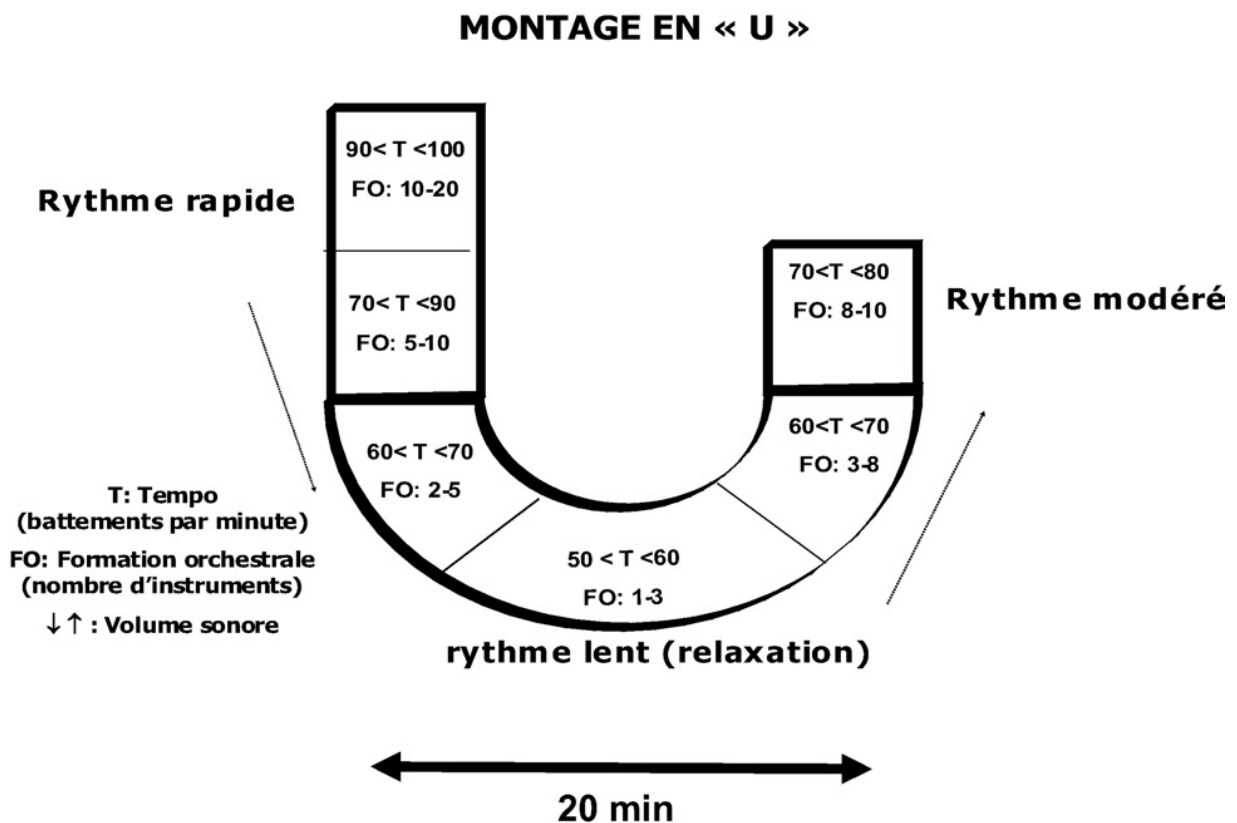 MONTAGE EN « U »
90< T <100
FO: 10-20
Rythme rapide
70< T <90
FO: 5-10
70<T <80
FO: 8-10
Rythme modéré
60< T <70
FO: 2-5
60<T <70
FO: 3-8
T: Tempo
(battements par minute)
FO: Formation orchestrale
(nombre d'instruments)
↓↑ : Volume sonore
50 < T <60
FO: 1-3
rythme lent (relaxation)
20 min